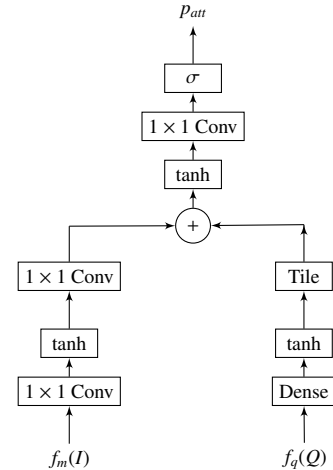 p_att
σ
1 × 1 Conv
tanh
+
1 × 1 Conv
Tile
tanh
tanh
1 × 1 Conv
Dense
f_m(I)
f_q(Q)